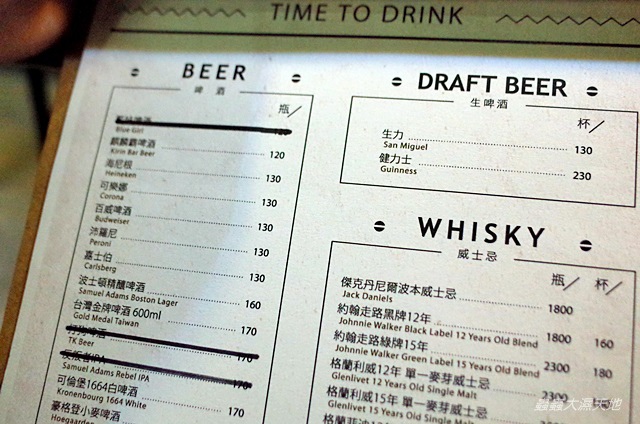 TIME TO DRINK
BEER
啤 酒
瓶/
Blue Girl
麒麟霸啤酒 120
Kirin Bar Beer
海尼根 130
Heineken
可樂娜 130
Corona
百威啤酒 130
Budweiser
沛羅尼 130
Peroni
嘉士伯 130
Carlsberg
波士頓精釀啤酒 160
Samuel Adams Boston Lager
台灣金牌啤酒 600ml 170
Gold Medal Taiwan
TK Beer 170
Samuel Adams Rebel IPA 170
可倫堡1664白啤酒 170
Kronenbourg 1664 White
豪格登小麥啤酒
Hoegaarden
DRAFT BEER
生啤酒
杯/
生力 130
San Miguel
健力士 230
Guinness
WHISKY
威士忌
瓶/ 杯/
傑克丹尼爾波本威士忌 1800
Jack Daniels
約翰走路黑牌12年 1800 160
Johnnie Walker Black Label 12 Years Old Blend
約翰走路綠牌15年 2300 180
Johnnie Walker Green Label 15 Years Old Blend
格蘭利威12年 單一麥芽威士忌 2300
Glenlivet 12 Years Old Single Malt
格蘭利威15年 單一麥芽威士忌
Glenlivet 15 Years Old Single Malt
蟲蟲大濕天地